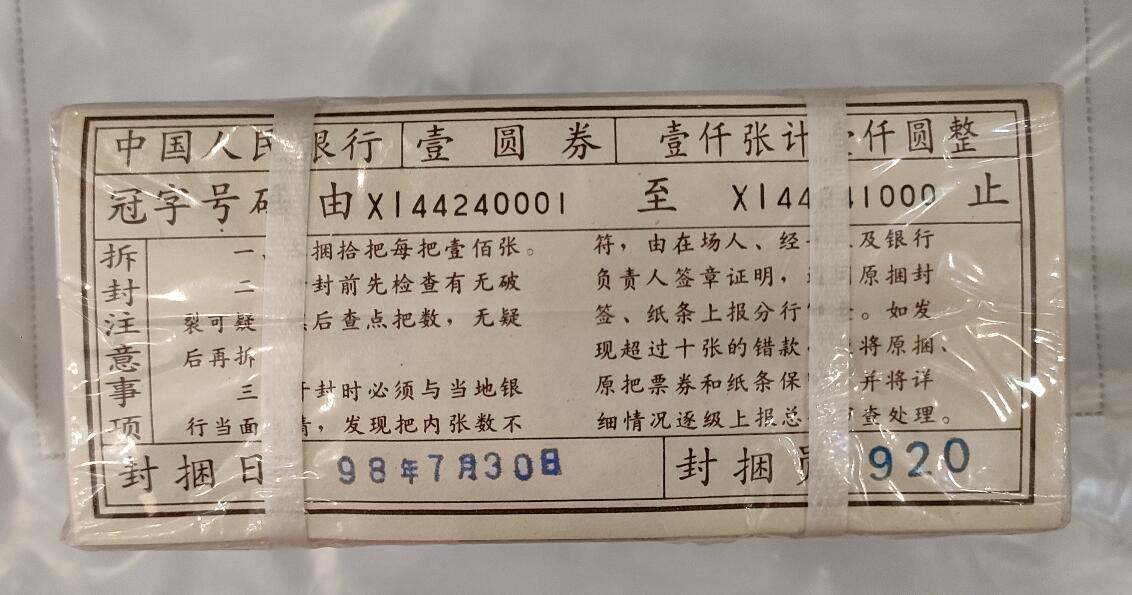 中国人民银行 壹圆券 壹仟张计壹仟圆整
冠字号码由XI44240001 至 XI44241000 止
拆封注意事项
一、 捆拾把每把壹佰张。
二 封前先检查有无破
裂可疑 后查点把数，无疑
后再拆
三 封时必须与当地银
行当面 清，发现把内张数不
符，由在场人、经 及银行
负责人签章证明， 原捆封
签、纸条上报分行 。如发
现超过十张的错款， 将原捆、
原把票券和纸条保 并将详
细情况逐级上报总 查处理。
封捆日 98年7月30日
封捆员 920